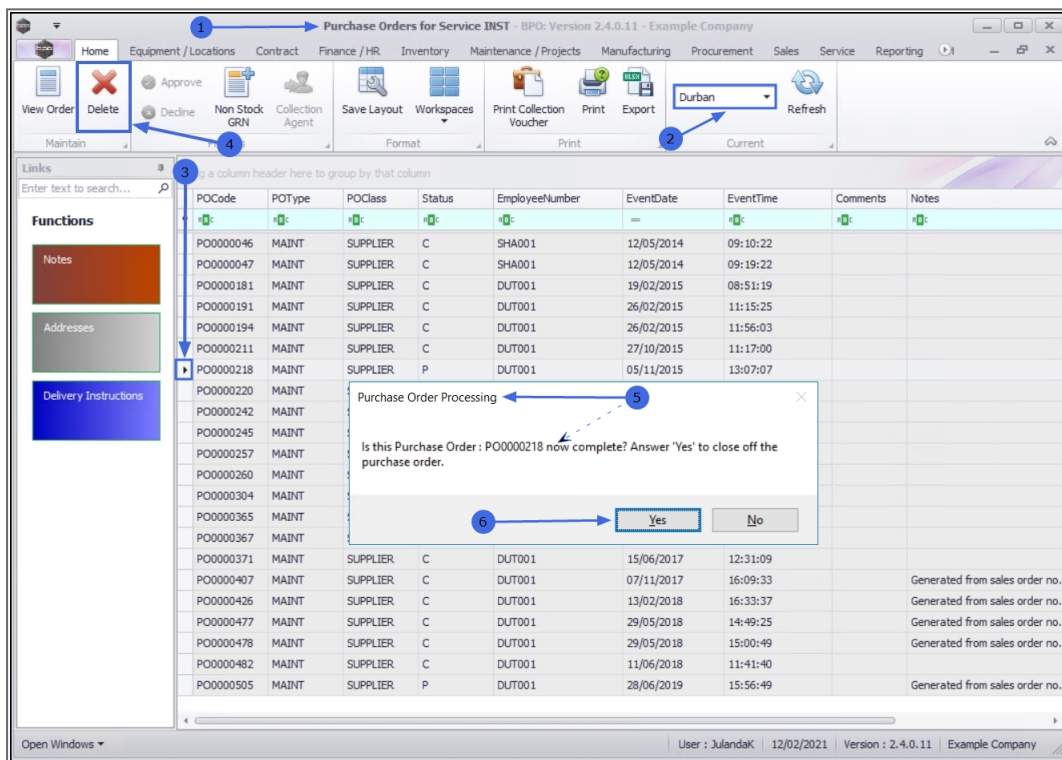 1
Purchase Orders for Service INST - BPO: Version 2.4.0.11 - Example Company
Home Equipment / Locations Contract Finance / HR Inventory Maintenance / Projects Manufacturing Procurement Sales Service Reporting
View Order
Delete
Approve
Decline
Non Stock
GRN
Collection
Agent
Save Layout
Workspaces
Print Collection
Voucher
Print
XLSX
Export
Durban
Refresh
Maintain
4
Format
Print
2
Current
Links
3
a column header here to group by that column
Enter text to search...
POCode POType POClass Status EmployeeNumber EventDate EventTime Comments Notes
Functions
=
Notes
Addresses
Delivery Instructions
PO0000046 MAINT SUPPLIER C SHA001 12/05/2014 09:10:22
PO0000047 MAINT SUPPLIER C SHA001 12/05/2014 09:19:22
PO0000181 MAINT SUPPLIER C DUT001 19/02/2015 08:51:19
PO0000191 MAINT SUPPLIER C DUT001 26/02/2015 11:15:25
PO0000194 MAINT SUPPLIER C DUT001 26/02/2015 11:56:03
PO0000211 MAINT SUPPLIER C DUT001 27/10/2015 11:17:00
PO0000218 MAINT SUPPLIER P DUT001 05/11/2015 13:07:07
PO0000220 MAINT
PO0000242 MAINT
PO0000245 MAINT
PO0000257 MAINT
PO0000260 MAINT
PO0000304 MAINT
PO0000365 MAINT
PO0000367 MAINT
Purchase Order Processing
5
Is this Purchase Order : PO0000218 now complete? Answer 'Yes' to close off the
purchase order.
6
Yes
No
PO0000371 MAINT SUPPLIER C DUT001 15/06/2017 12:31:09
PO0000407 MAINT SUPPLIER C DUT001 07/11/2017 16:09:33 Generated from sales order no.
PO0000426 MAINT SUPPLIER C DUT001 13/02/2018 16:33:37 Generated from sales order no.
PO0000477 MAINT SUPPLIER C DUT001 29/05/2018 14:49:25 Generated from sales order no.
PO0000478 MAINT SUPPLIER C DUT001 29/05/2018 15:00:49 Generated from sales order no.
PO0000482 MAINT SUPPLIER C DUT001 11/06/2018 11:41:40
PO0000505 MAINT SUPPLIER P DUT001 28/06/2019 15:56:49 Generated from sales order no.
Open Windows
User : JulandaK 12/02/2021 Version : 2.4.0.11 Example Company